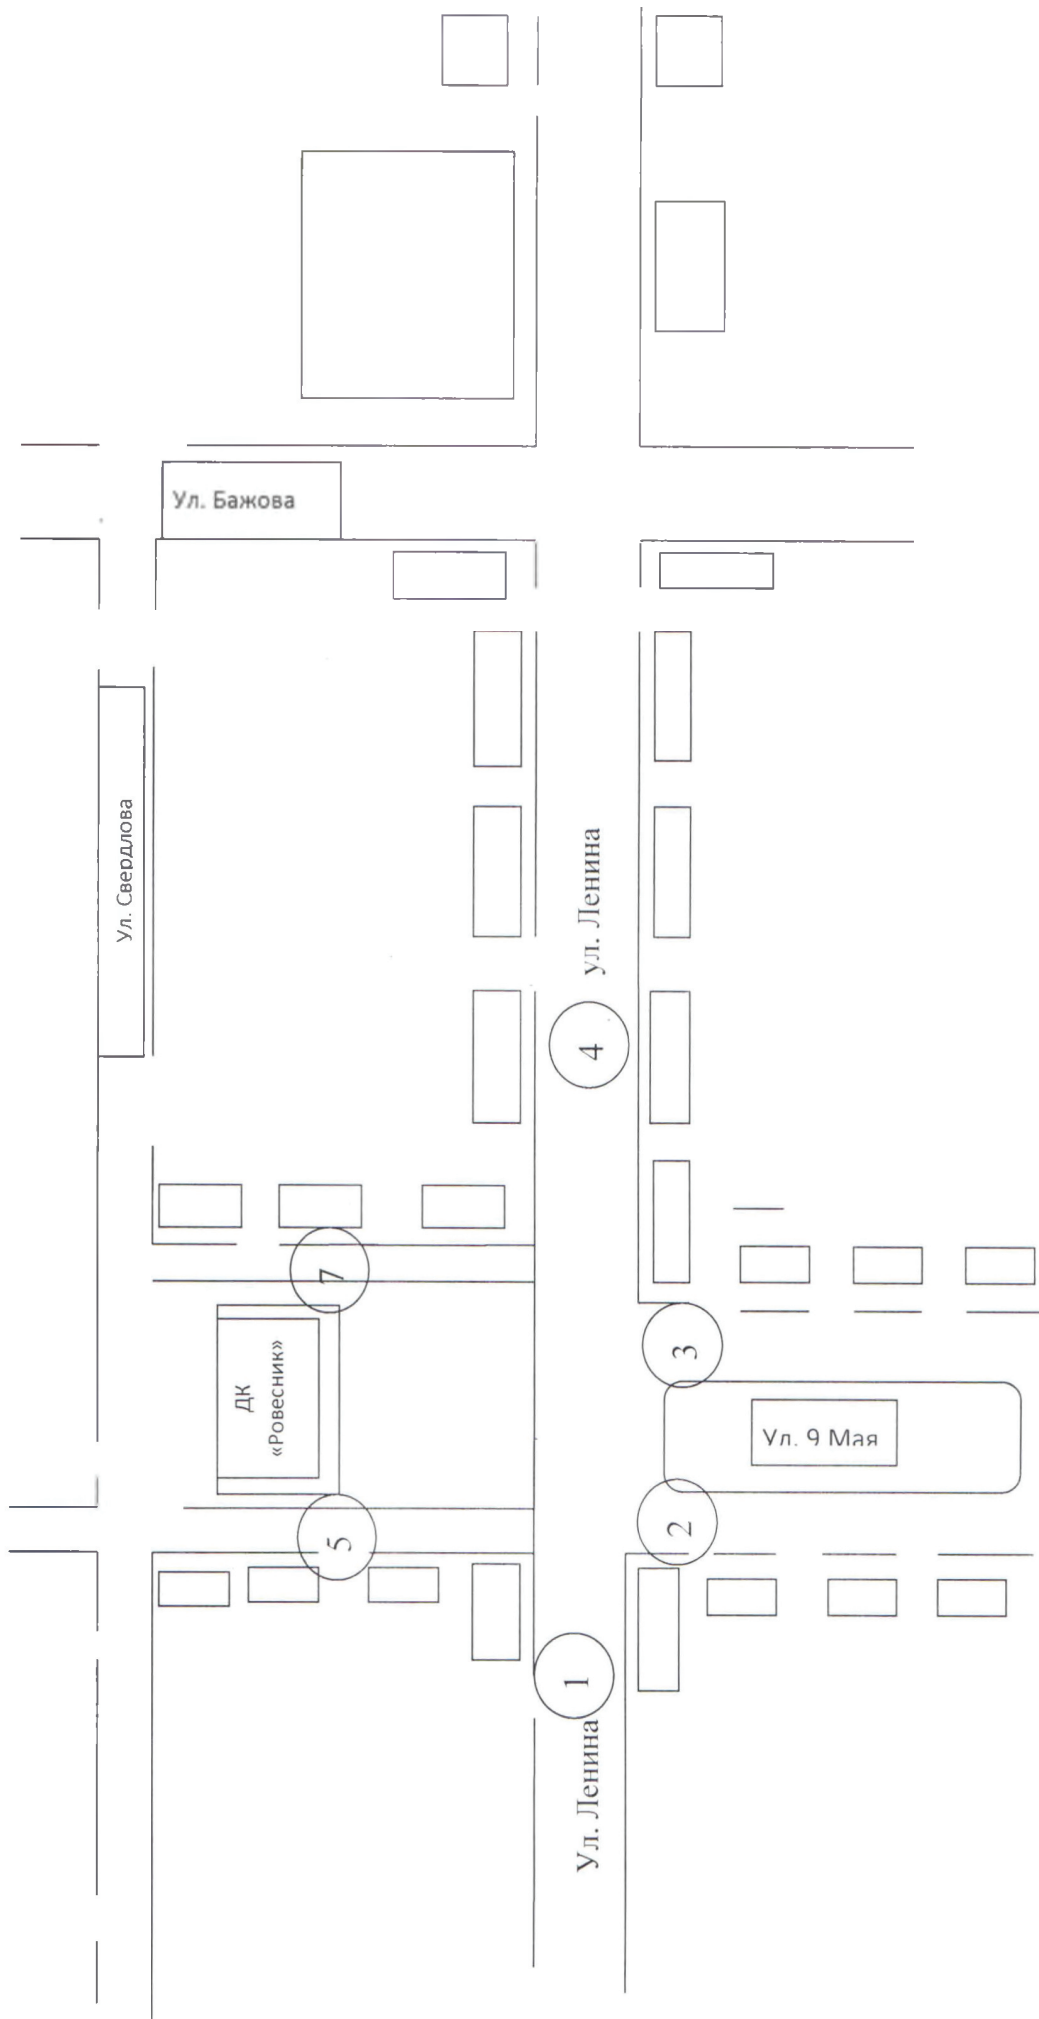 Ул. Бажова
Ул. Свердлова
ул. Ленина
4
7
ДК
«Ровесник»
3
Ул. 9 Мая
5
2
1
Ул. Ленина